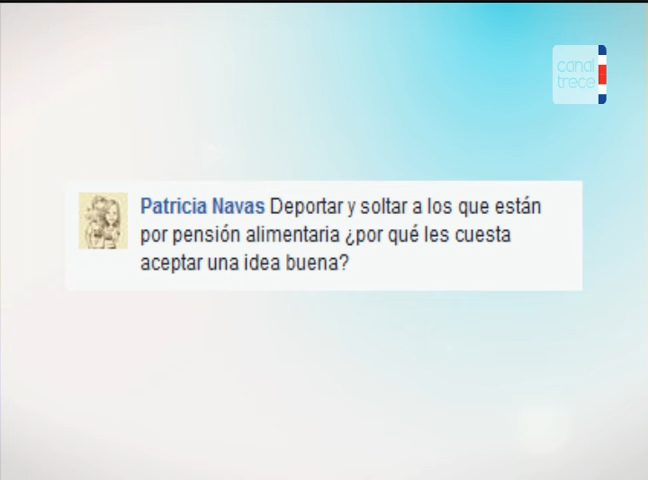 canal
trece
Patricia Navas Deportar y soltar a los que están
por pensión alimentaria ¿por qué les cuesta
aceptar una idea buena?